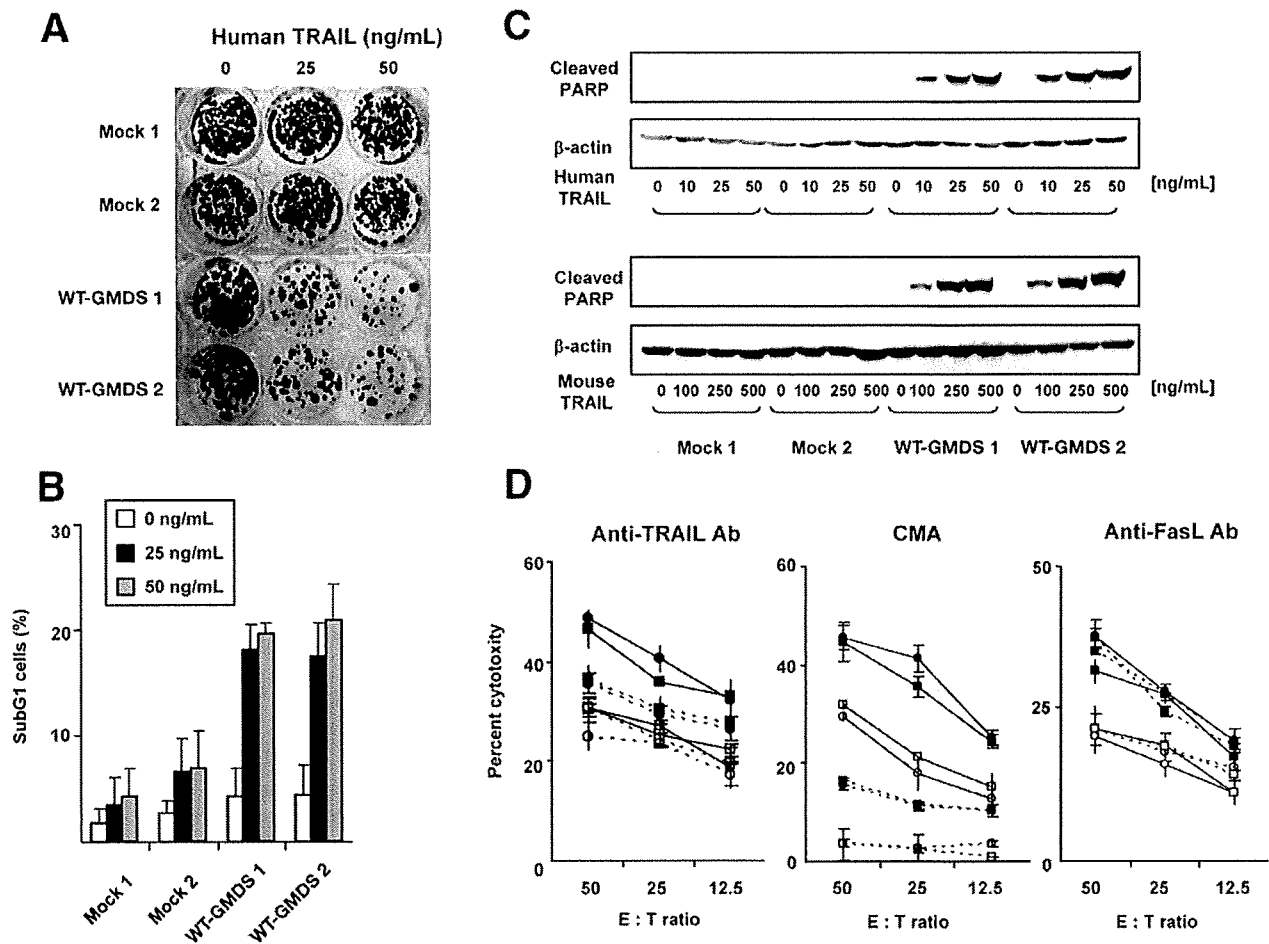 A
Human TRAIL (ng/mL)
0 25 50
Mock 1
Mock 2
WT-GMDS 1
WT-GMDS 2
B
0 ng/mL
25 ng/mL
50 ng/mL
SubG1 cells (%)
30
20
10
Mock 1
Mock 2
WT-GMDS 1
WT-GMDS 2
C
Cleaved
PARP
β-actin
Human
TRAIL
0 10 25 50 0 10 25 50 0 10 25 50 0 10 25 50 [ng/mL]
Cleaved
PARP
β-actin
Mouse
TRAIL
0 100 250 500 0 100 250 500 0 100 250 500 0 100 250 500 [ng/mL]
Mock 1 Mock 2 WT-GMDS 1 WT-GMDS 2
D
Anti-TRAIL Ab
Percent cytotoxity
60
40
20
0
50 25 12.5
E : T ratio
CMA
60
40
20
0
50 25 12.5
E : T ratio
Anti-FasL Ab
50
25
0
50 25 12.5
E : T ratio